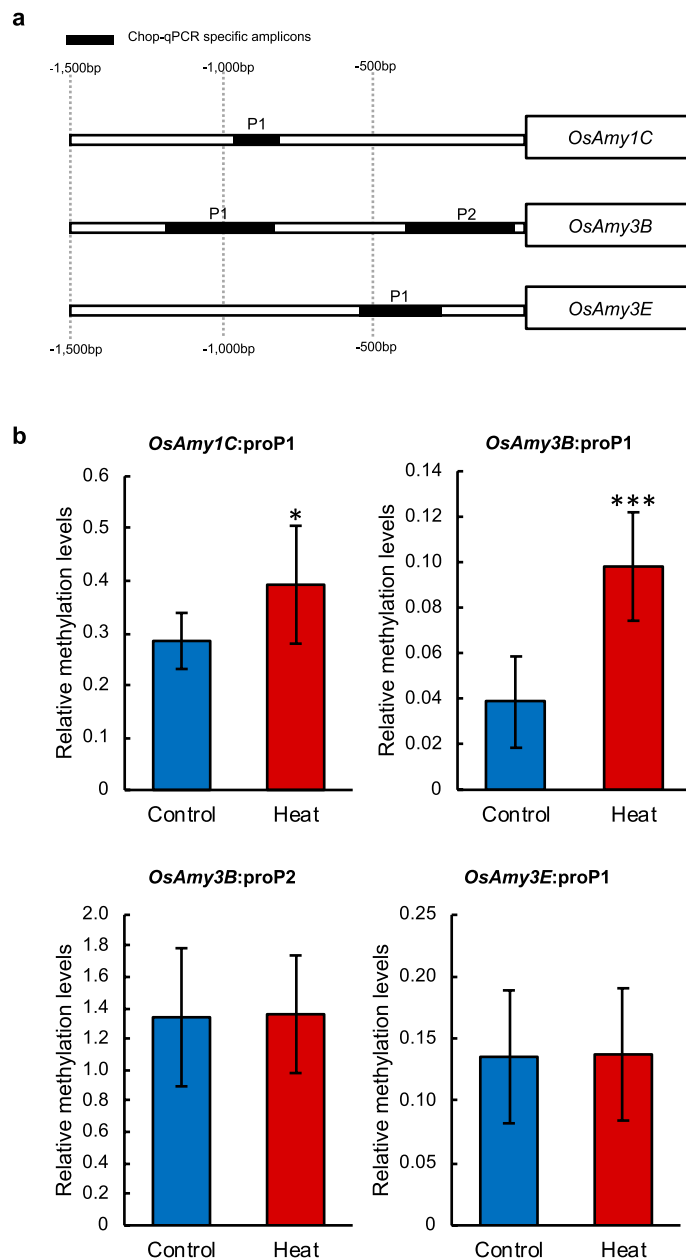 a
Chop-qPCR specific amplicons
-1,500bp -1,000bp -500bp
P1
OsAmy1C
P1 P2
OsAmy3B
P1
OsAmy3E
-1,500bp -1,000bp -500bp
b
OsAmy1C:proP1
Relative methylation levels
0.6
0.5
0.4
0.3
0.2
0.1
0
*
Control Heat
OsAmy3B:proP1
Relative methylation levels
0.14
0.12
0.10
0.08
0.06
0.04
0.02
0
***
Control Heat
OsAmy3B:proP2
Relative methylation levels
2.0
1.8
1.6
1.4
1.2
1.0
0.8
0.6
0.4
0.2
0
Control Heat
OsAmy3E:proP1
Relative methylation levels
0.25
0.20
0.15
0.10
0.05
0.00
Control Heat